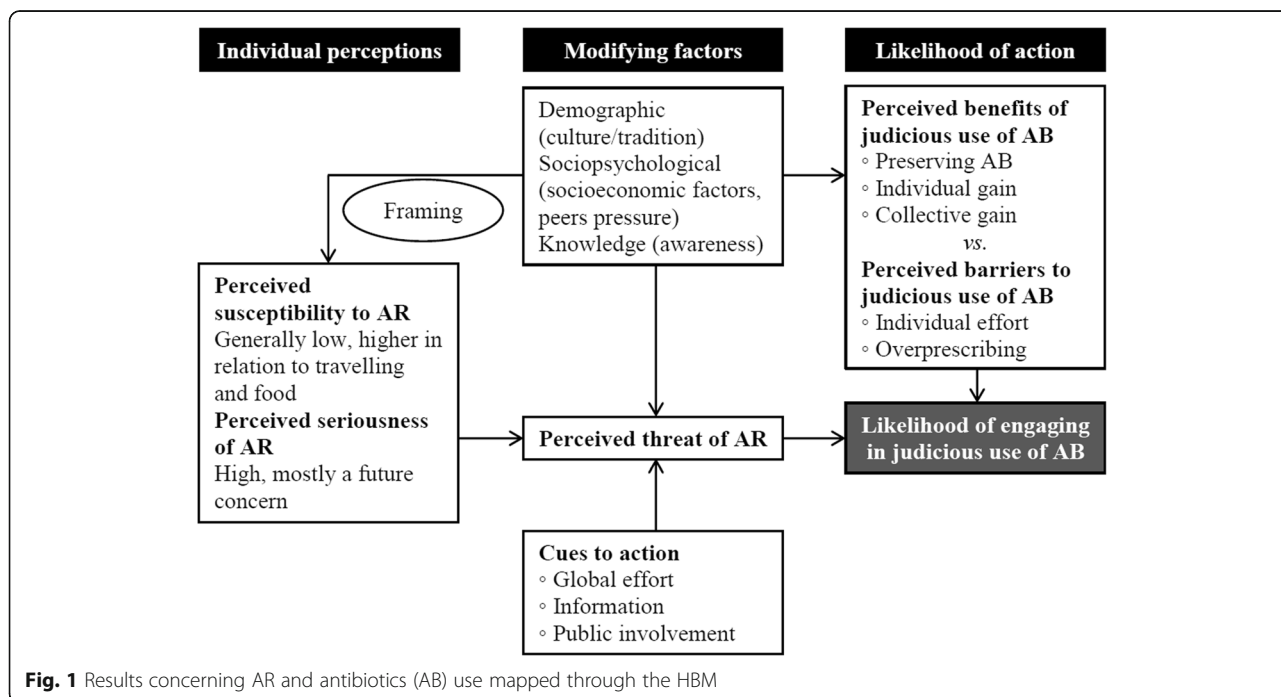 Individual perceptions
Modifying factors
Likelihood of action
Demographic
(culture/tradition)
Sociopsychological
(socioeconomic factors,
peers pressure)
Knowledge (awareness)
Perceived benefits of
judicious use of AB
◦ Preserving AB
◦ Individual gain
◦ Collective gain
vs.
Perceived barriers to
judicious use of AB
◦ Individual effort
◦ Overprescribing
Framing
Perceived
susceptibility to AR
Generally low, higher in
relation to travelling
and food
Perceived seriousness
of AR
High, mostly a future
concern
Perceived threat of AR
Likelihood of engaging
in judicious use of AB
Cues to action
◦ Global effort
◦ Information
◦ Public involvement
Fig. 1 Results concerning AR and antibiotics (AB) use mapped through the HBM